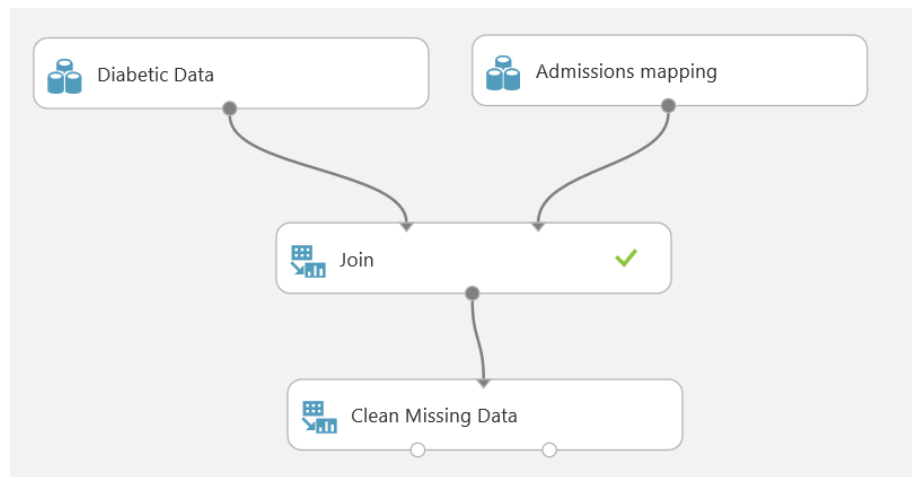 Diabetic Data
Admissions mapping
Join
Clean Missing Data